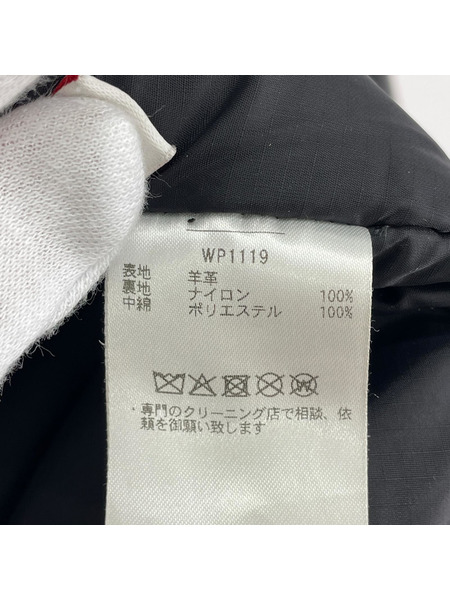 WP1119
表地 羊革
裏地 ナイロン 100%
中綿 ポリエステル 100%
・専門のクリーニング店で相談、依
頼を御願い致します